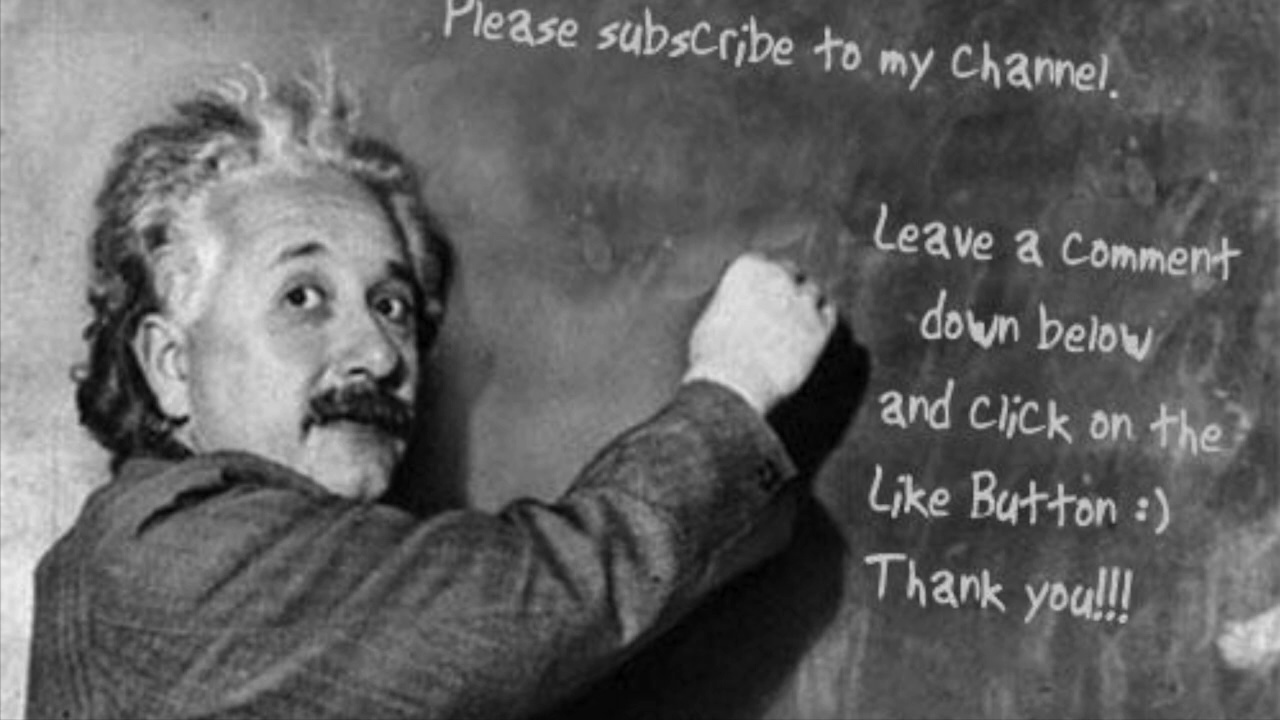 Please subscribe to my Channel.
Leave a Comment
down below
and click on the
Like Button :)
Thank you!!!